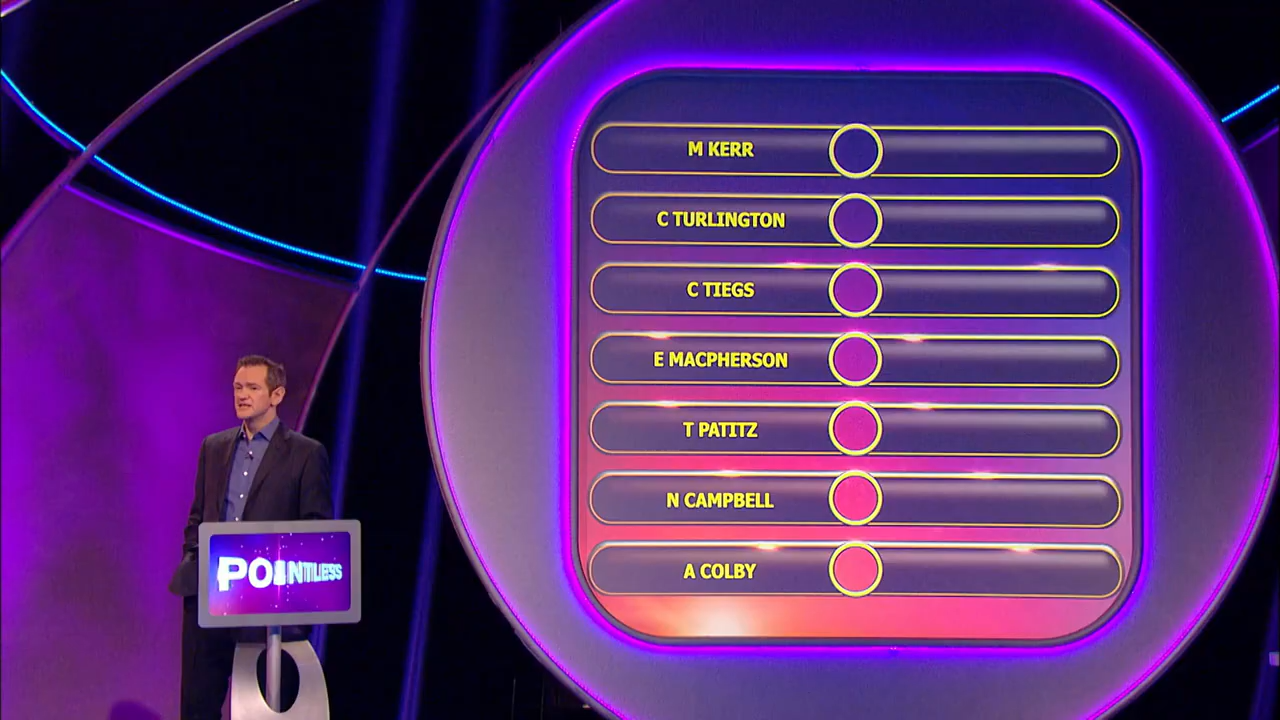 M KERR
C TURLINGTON
C TIEGS
E MACPHERSON
T PATITZ
N CAMPBELL
A COLBY
POINTLESS